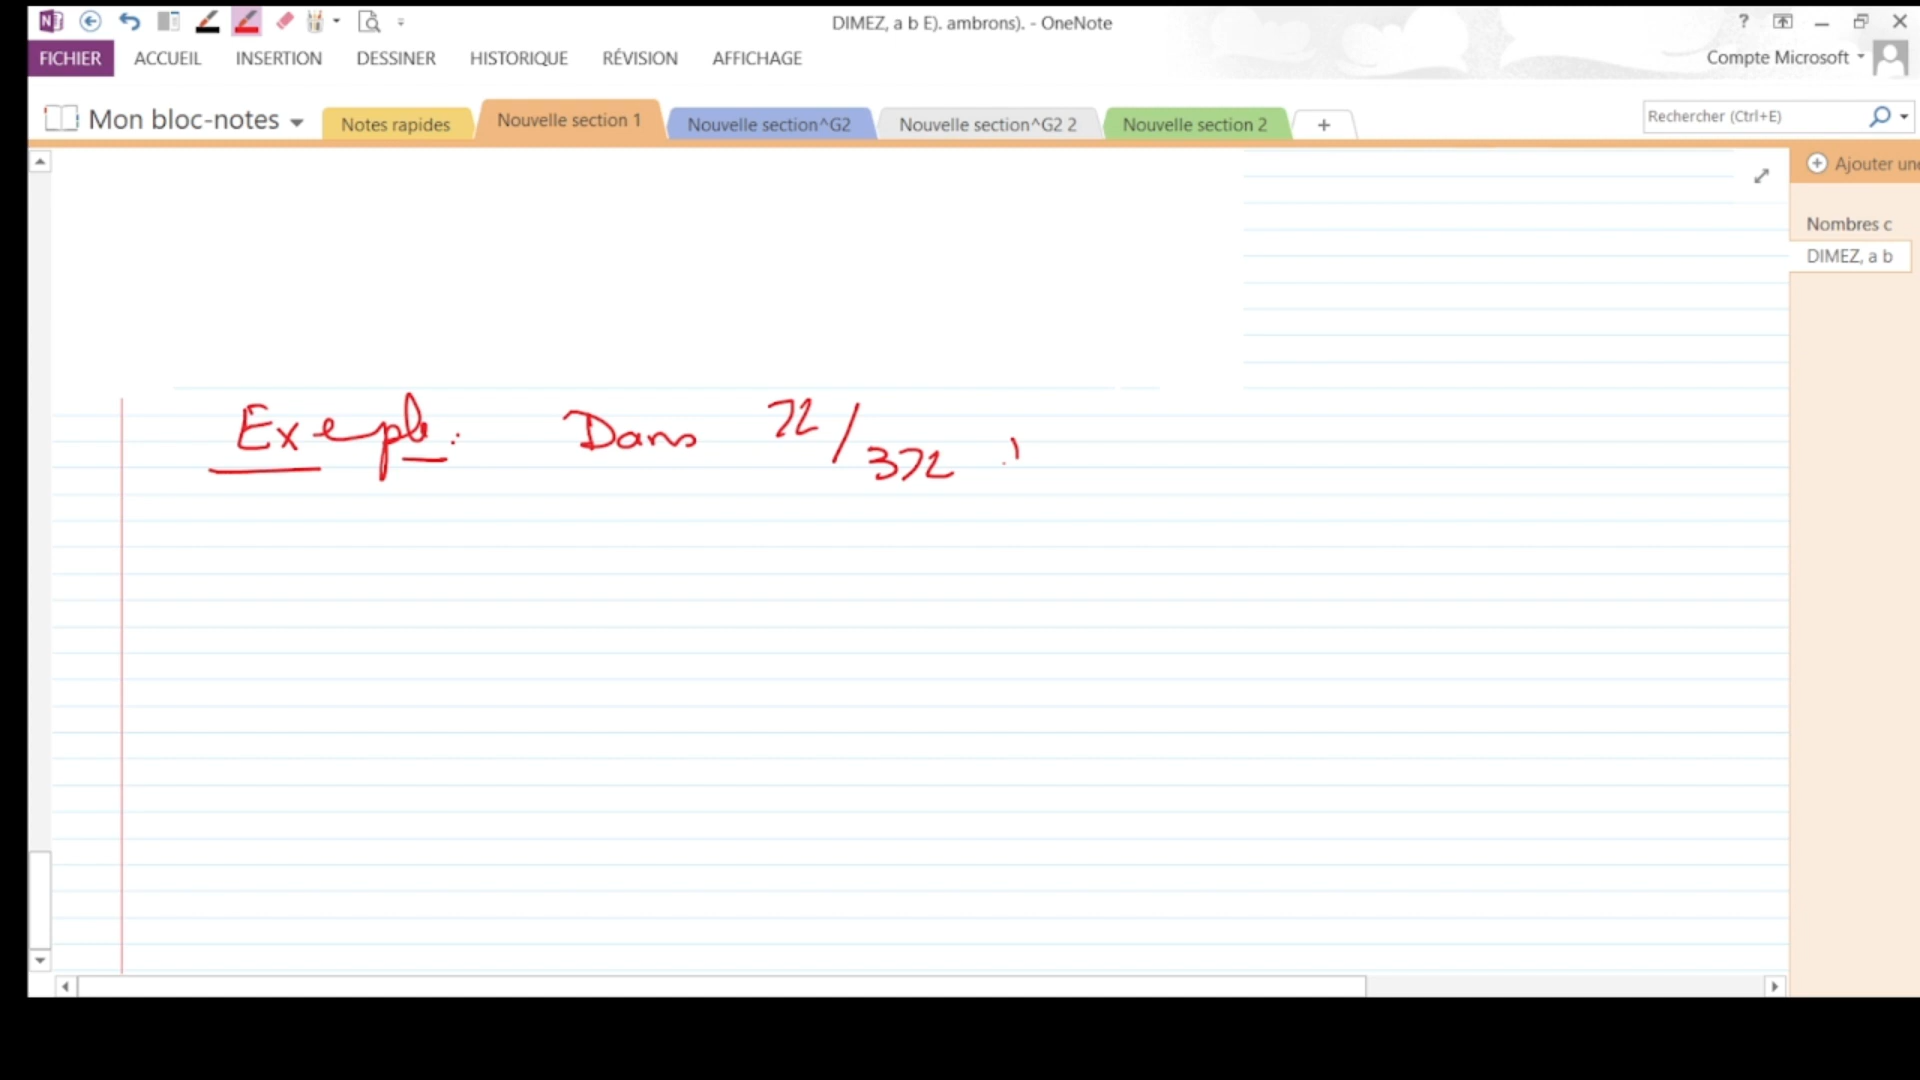 DIMEZ, a b E). ambrons). - OneNote
FICHIER ACCUEIL INSERTION DESSINER HISTORIQUE RÉVISION AFFICHAGE
Compte Microsoft
Mon bloc-notes
Notes rapides
Nouvelle section 1
Nouvelle section^G2
Nouvelle section^G2 2
Nouvelle section 2
+
Rechercher (Ctrl+E)
Ajouter une
Nombres c
DIMEZ, a b
Exemple: Dans 72/372